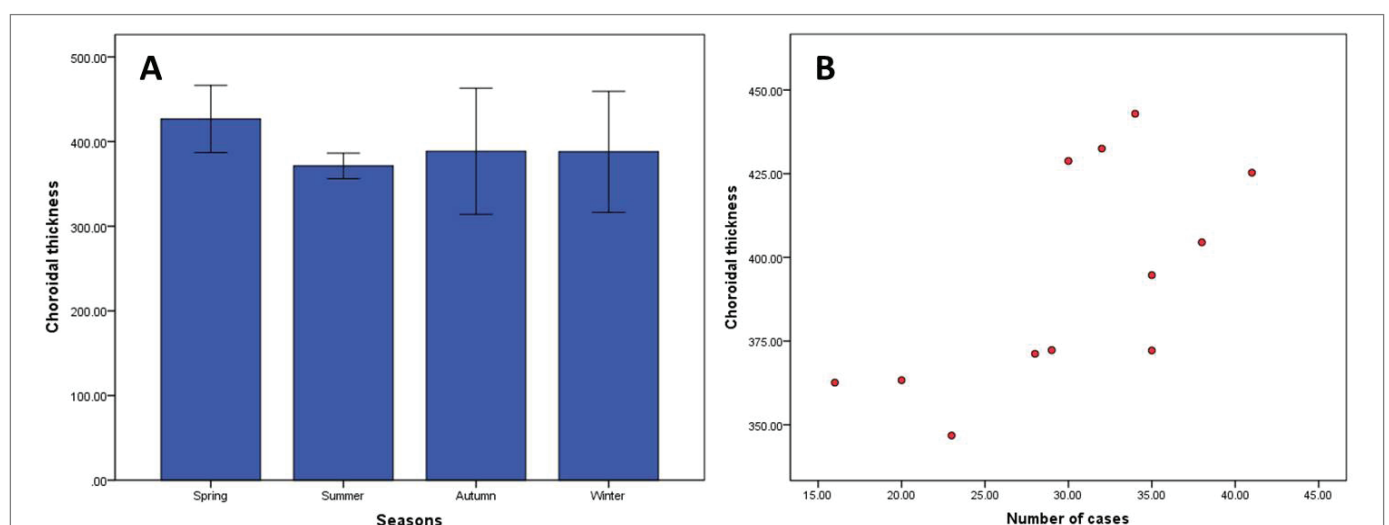 A
500.00
400.00
300.00
200.00
100.00
.00
Choroidal thickness
Spring Summer Autumn Winter
Seasons
B
450.00
425.00
400.00
375.00
350.00
Choroidal thickness
15.00 20.00 25.00 30.00 35.00 40.00 45.00
Number of cases